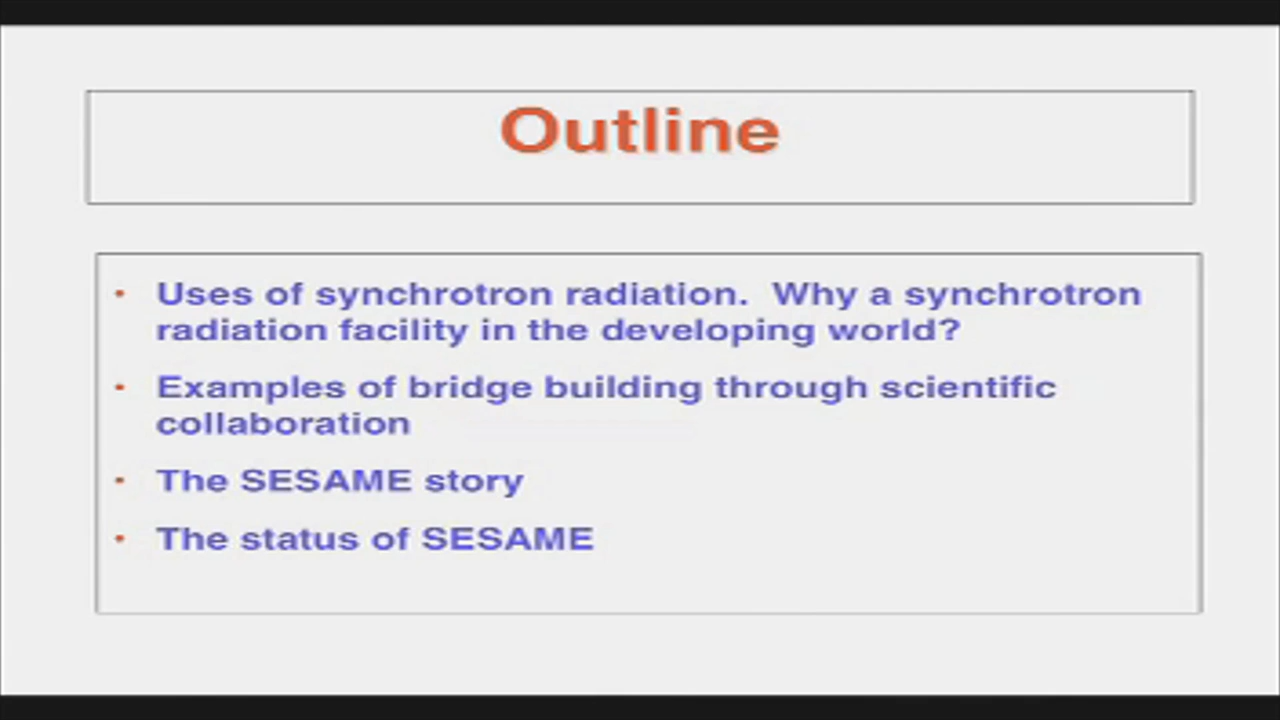 Outline
• Uses of synchrotron radiation.  Why a synchrotron
radiation facility in the developing world?
• Examples of bridge building through scientific
collaboration
• The SESAME story
• The status of SESAME